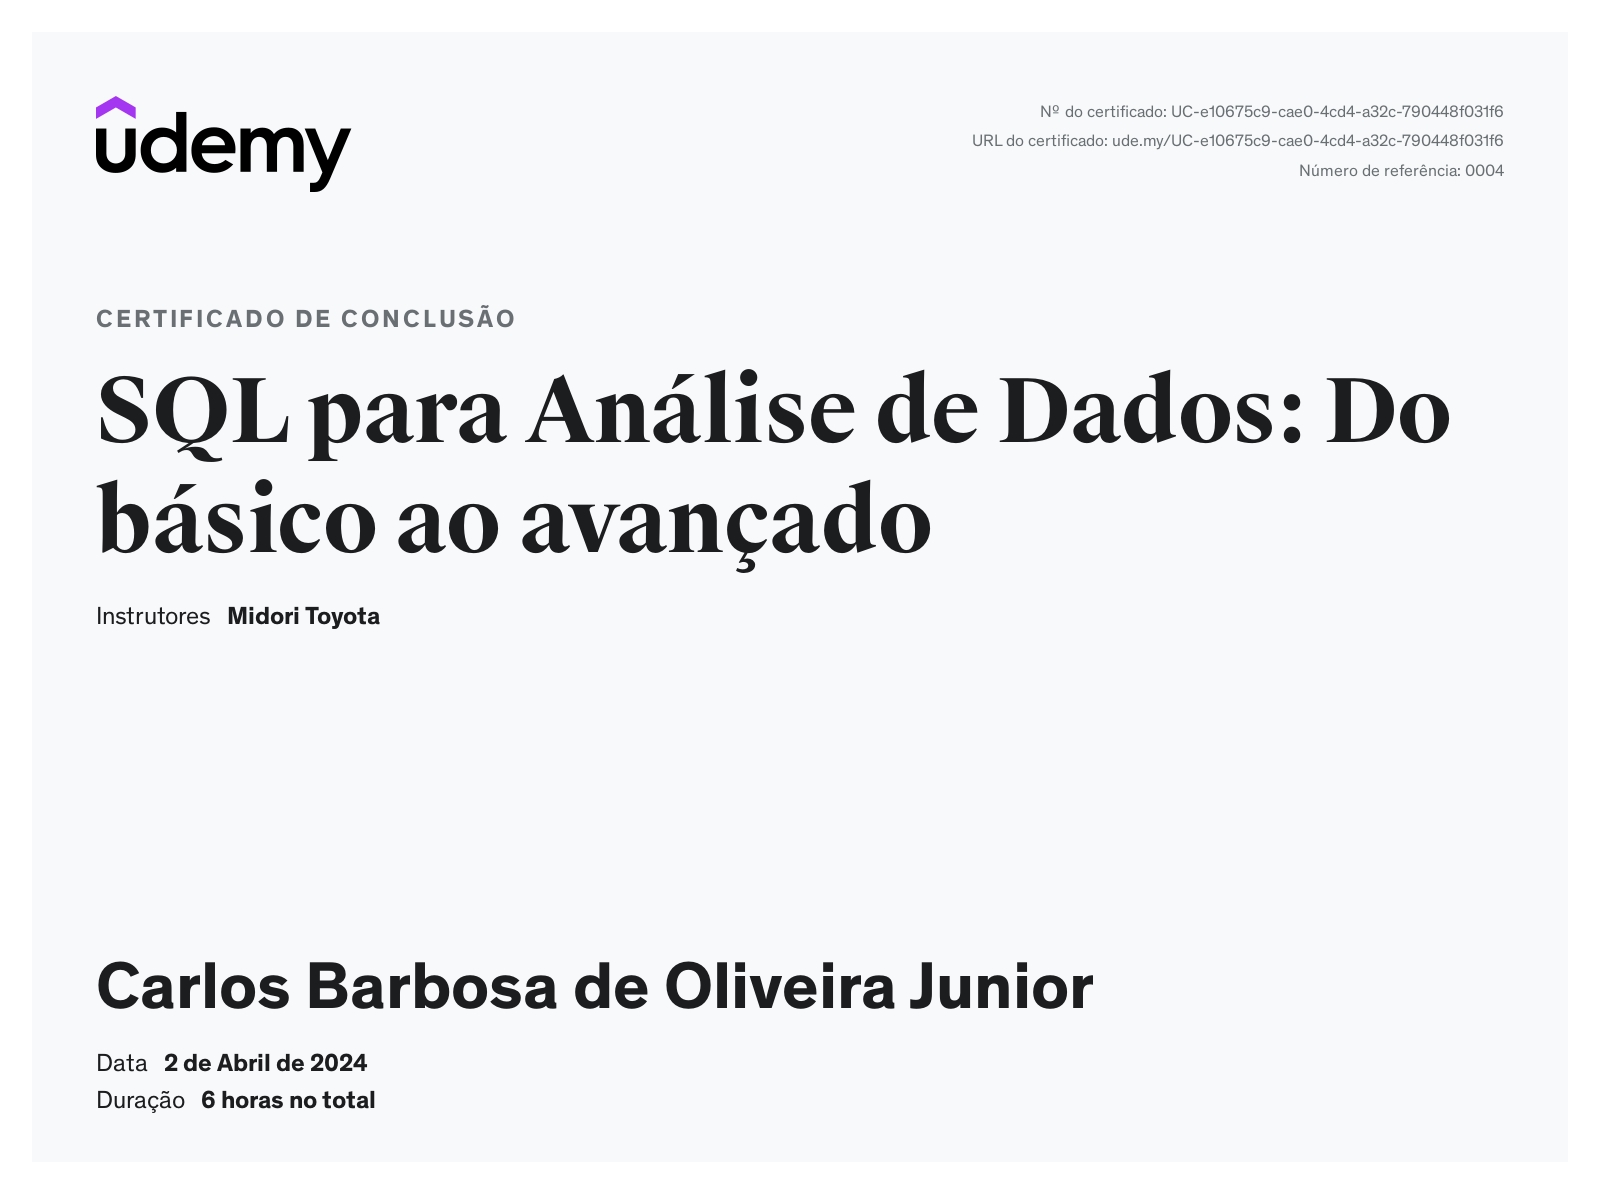 udemy
Nº do certificado: UC-e10675c9-cae0-4cd4-a32c-790448f031f6
URL do certificado: ude.my/UC-e10675c9-cae0-4cd4-a32c-790448f031f6
Número de referência: 0004
CERTIFICADO DE CONCLUSÃO
SQL para Análise de Dados: Do
básico ao avançado
Instrutores Midori Toyota
Carlos Barbosa de Oliveira Junior
Data 2 de Abril de 2024
Duração 6 horas no total